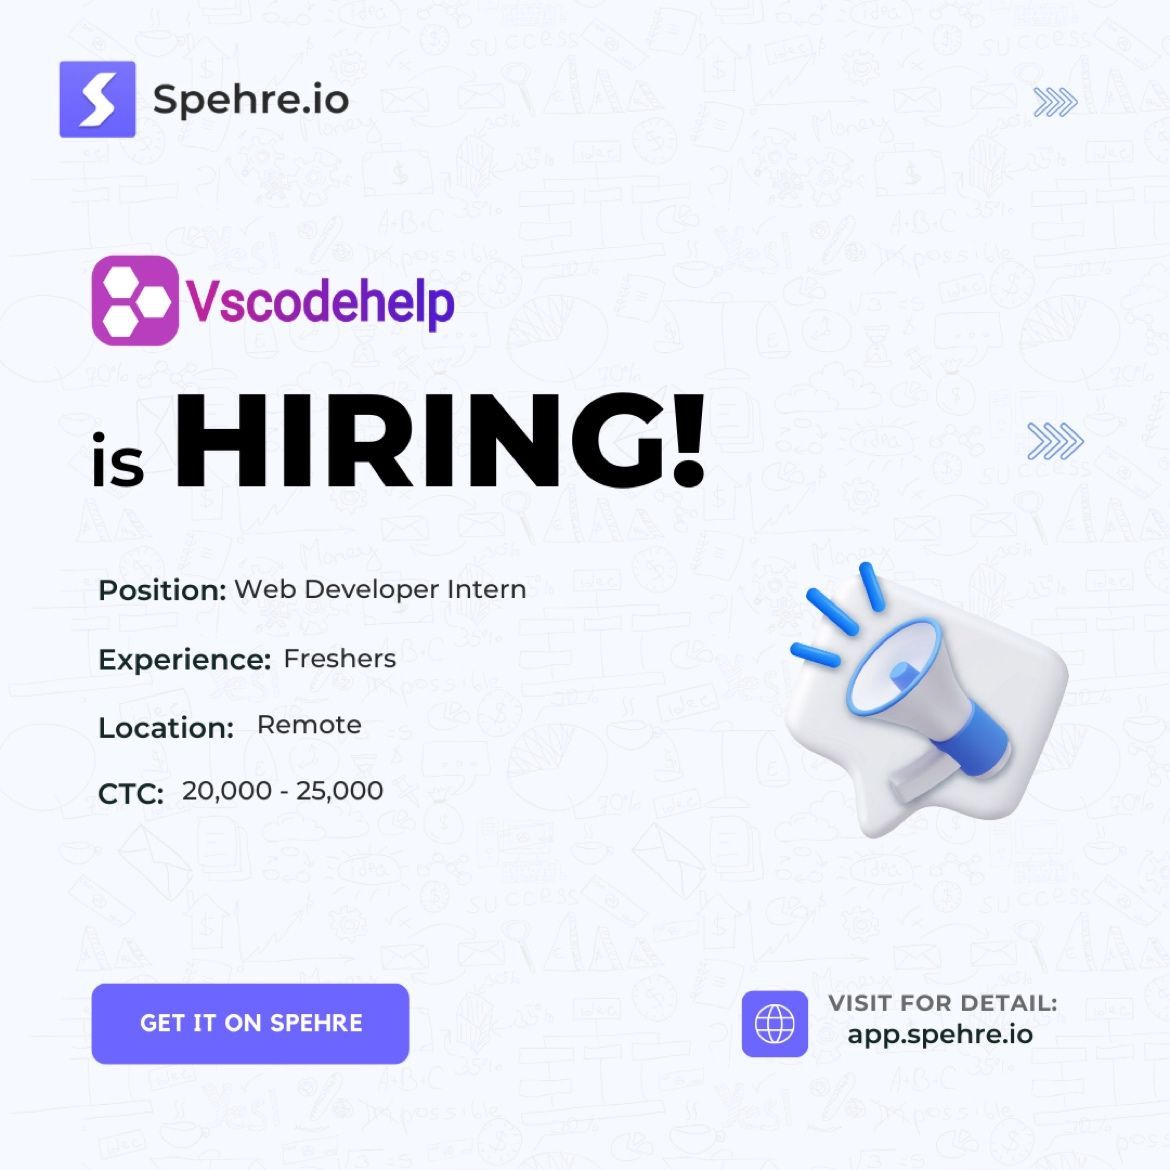 Spehre.io
Vscodehelp
is HIRING!
Position: Web Developer Intern
Experience: Freshers
Location: Remote
CTC: 20,000 - 25,000
GET IT ON SPEHRE
VISIT FOR DETAIL:
app.spehre.io